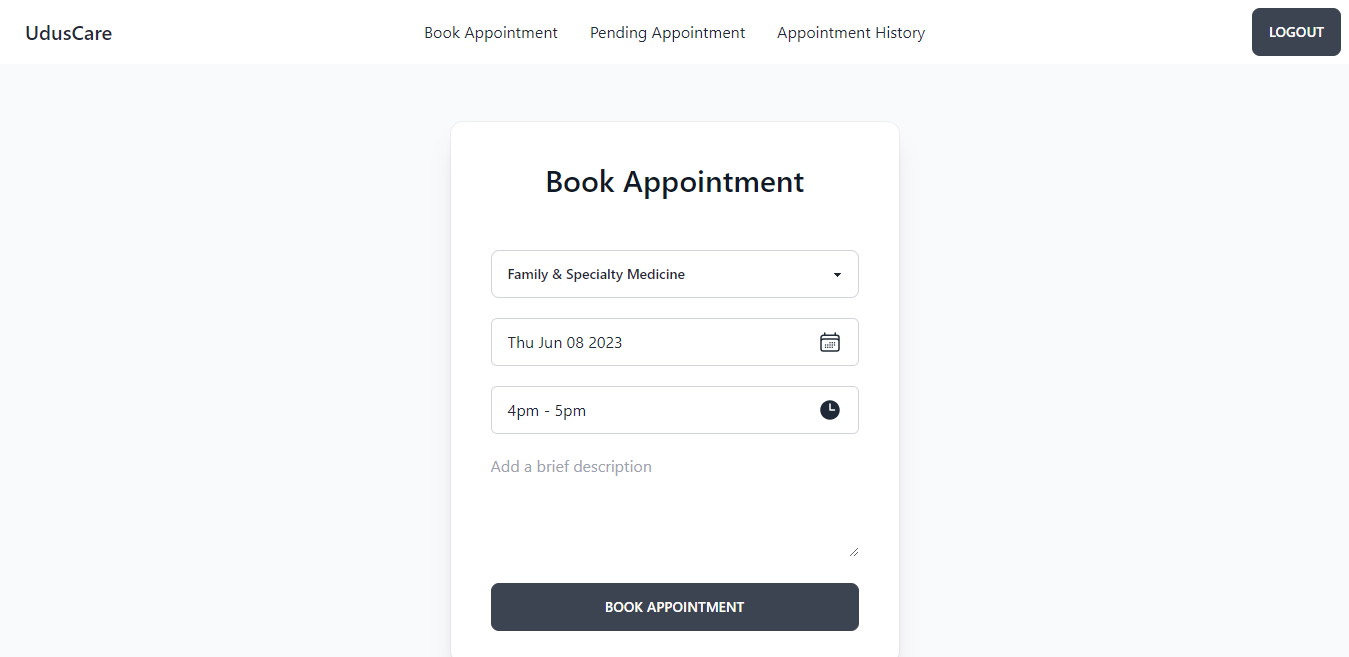 UdusCare
Book Appointment
Pending Appointment
Appointment History
LOGOUT
Book Appointment
Family & Specialty Medicine
Thu Jun 08 2023
4pm - 5pm
Add a brief description
BOOK APPOINTMENT